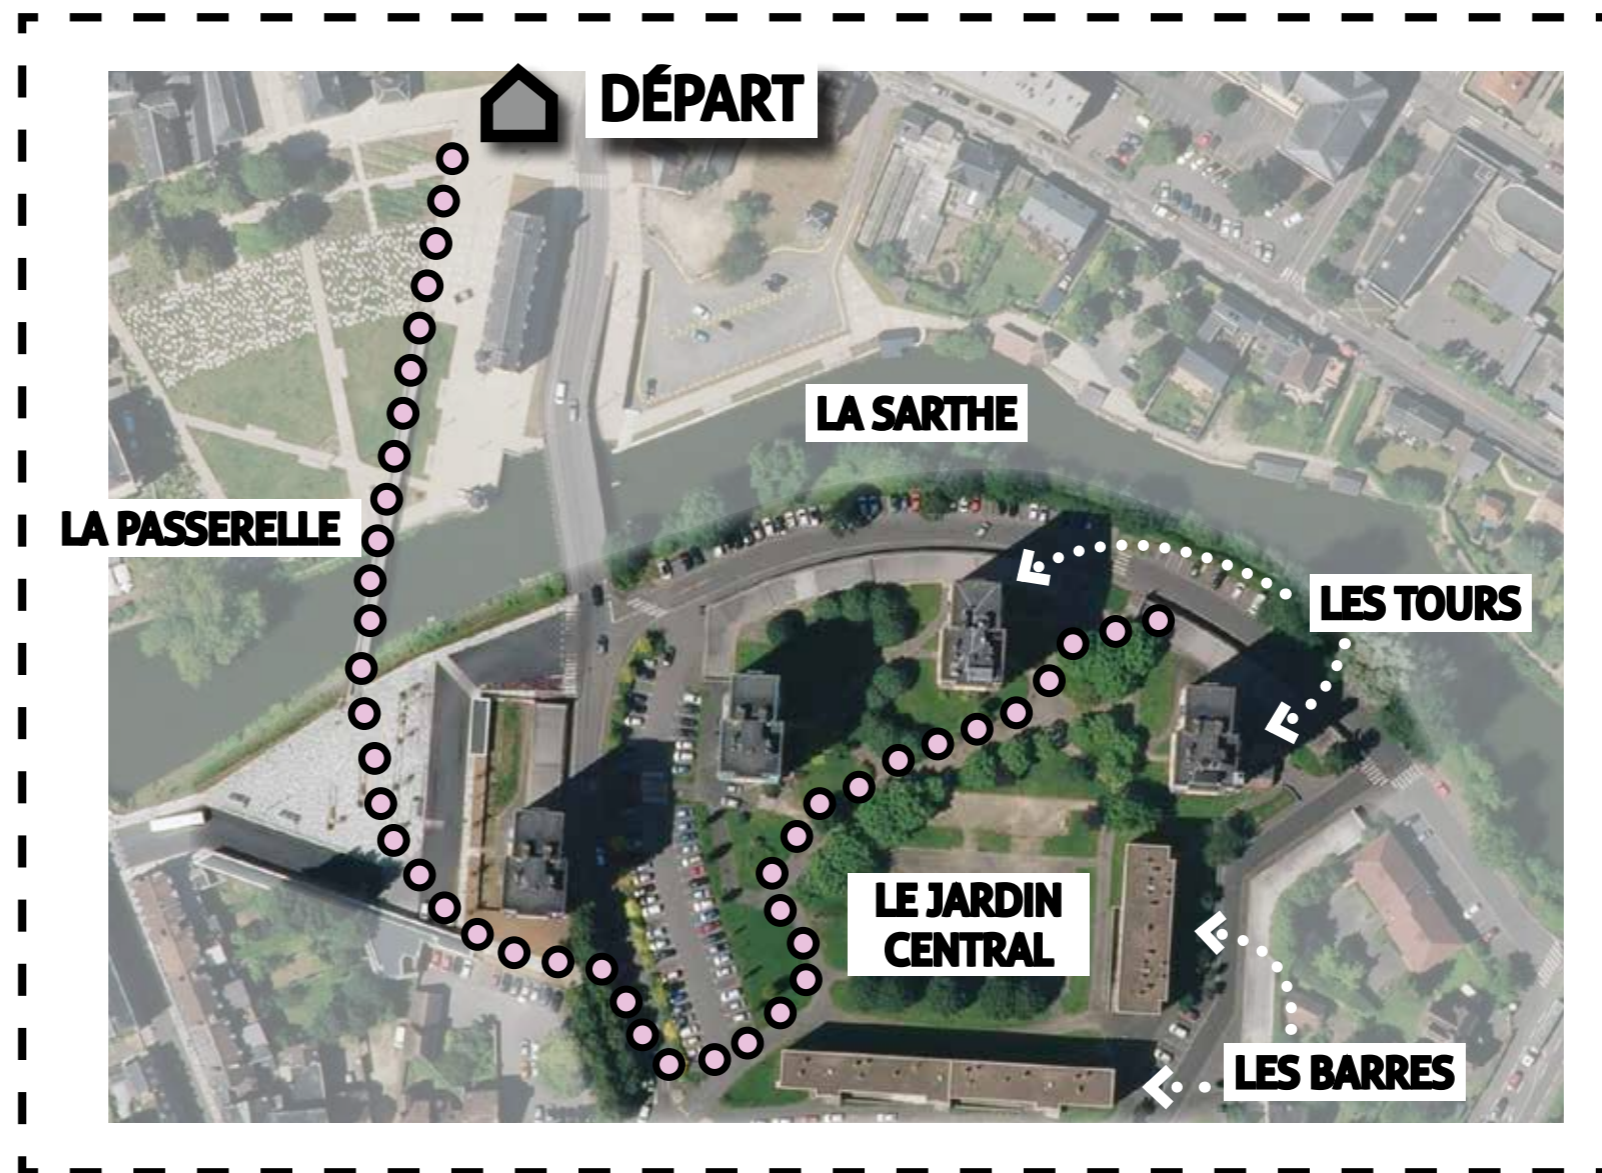 DÉPART
LA SARTHE
LA PASSERELLE
LES TOURS
LE JARDIN
CENTRAL
LES BARRES